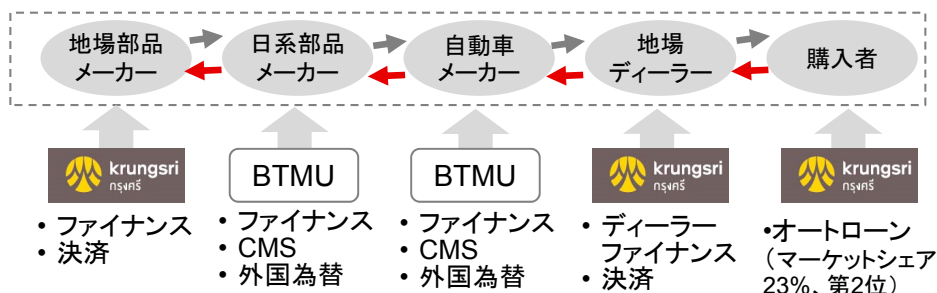 地場部品
メーカー
日系部品
メーカー
自動車
メーカー
地場
ディーラー
購入者
krungsri
กรุงศรี
BTMU
BTMU
krungsri
กรุงศรี
krungsri
กรุงศรี
• ファイナンス
• 決済
• ファイナンス
• CMS
• 外国為替
• ファイナンス
• CMS
• 外国為替
• ディーラー
ファイナンス
• 決済
•オートローン
（マーケットシェア
23%、第2位）